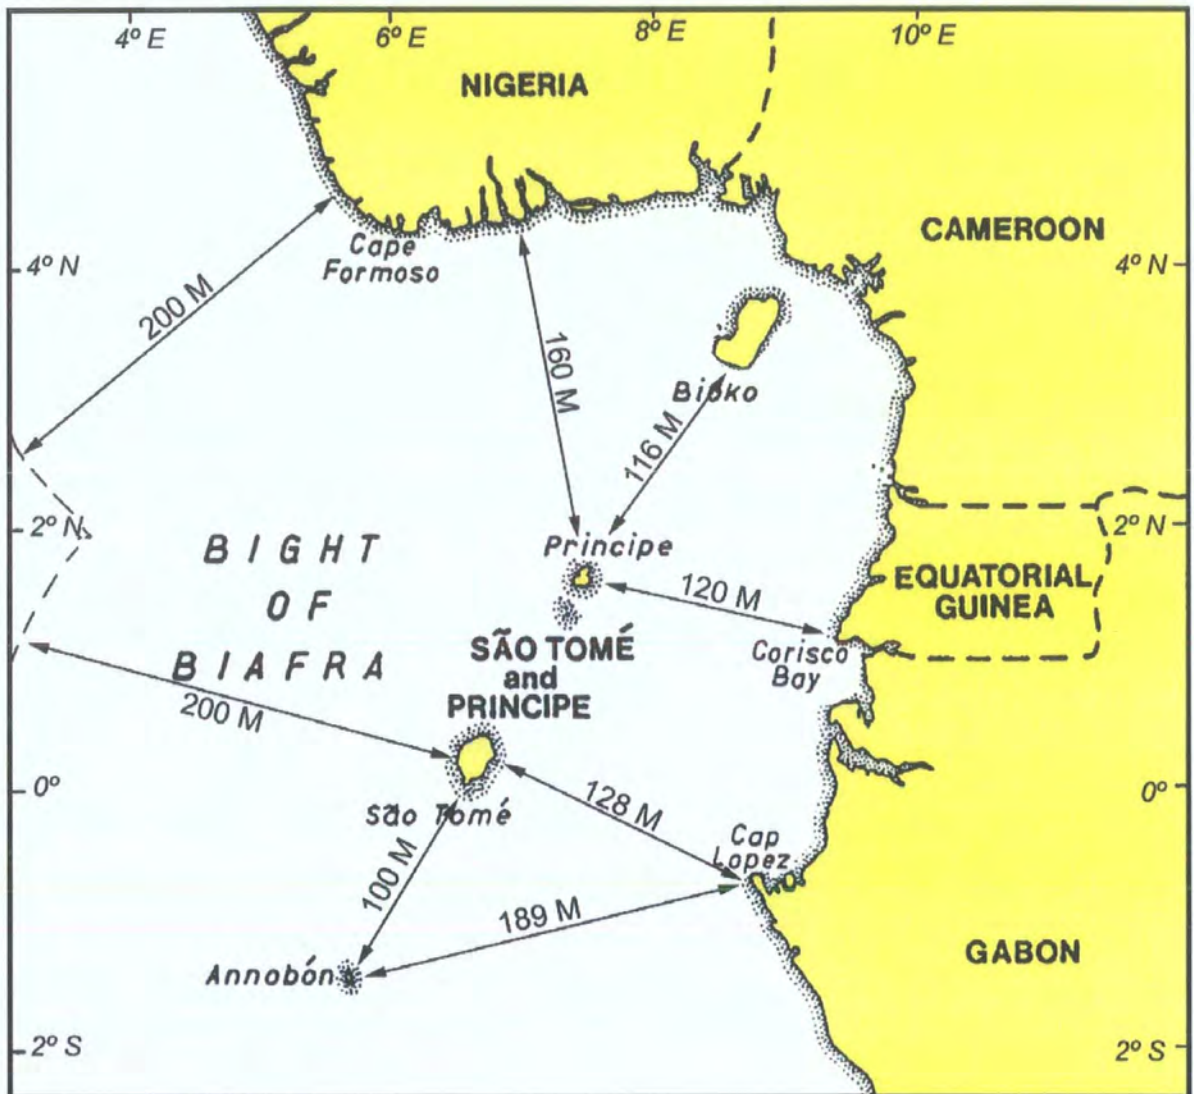 4° E
6° E
8° E
10° E
NIGERIA
CAMEROON
Cape
Formoso
4° N
4° N
200 M
160 M
Bioko
116 M
2° N
2° N
BIGHT
OF
BIAFRA
Principe
120 M
EQUATORIAL
GUINEA
SÃO TOMÉ
and
PRINCIPE
Corisco
Bay
200 M
0°
0°
São Tomé
128 M
Cap
Lopez
100 M
189 M
Annobón
GABON
2° S
2° S